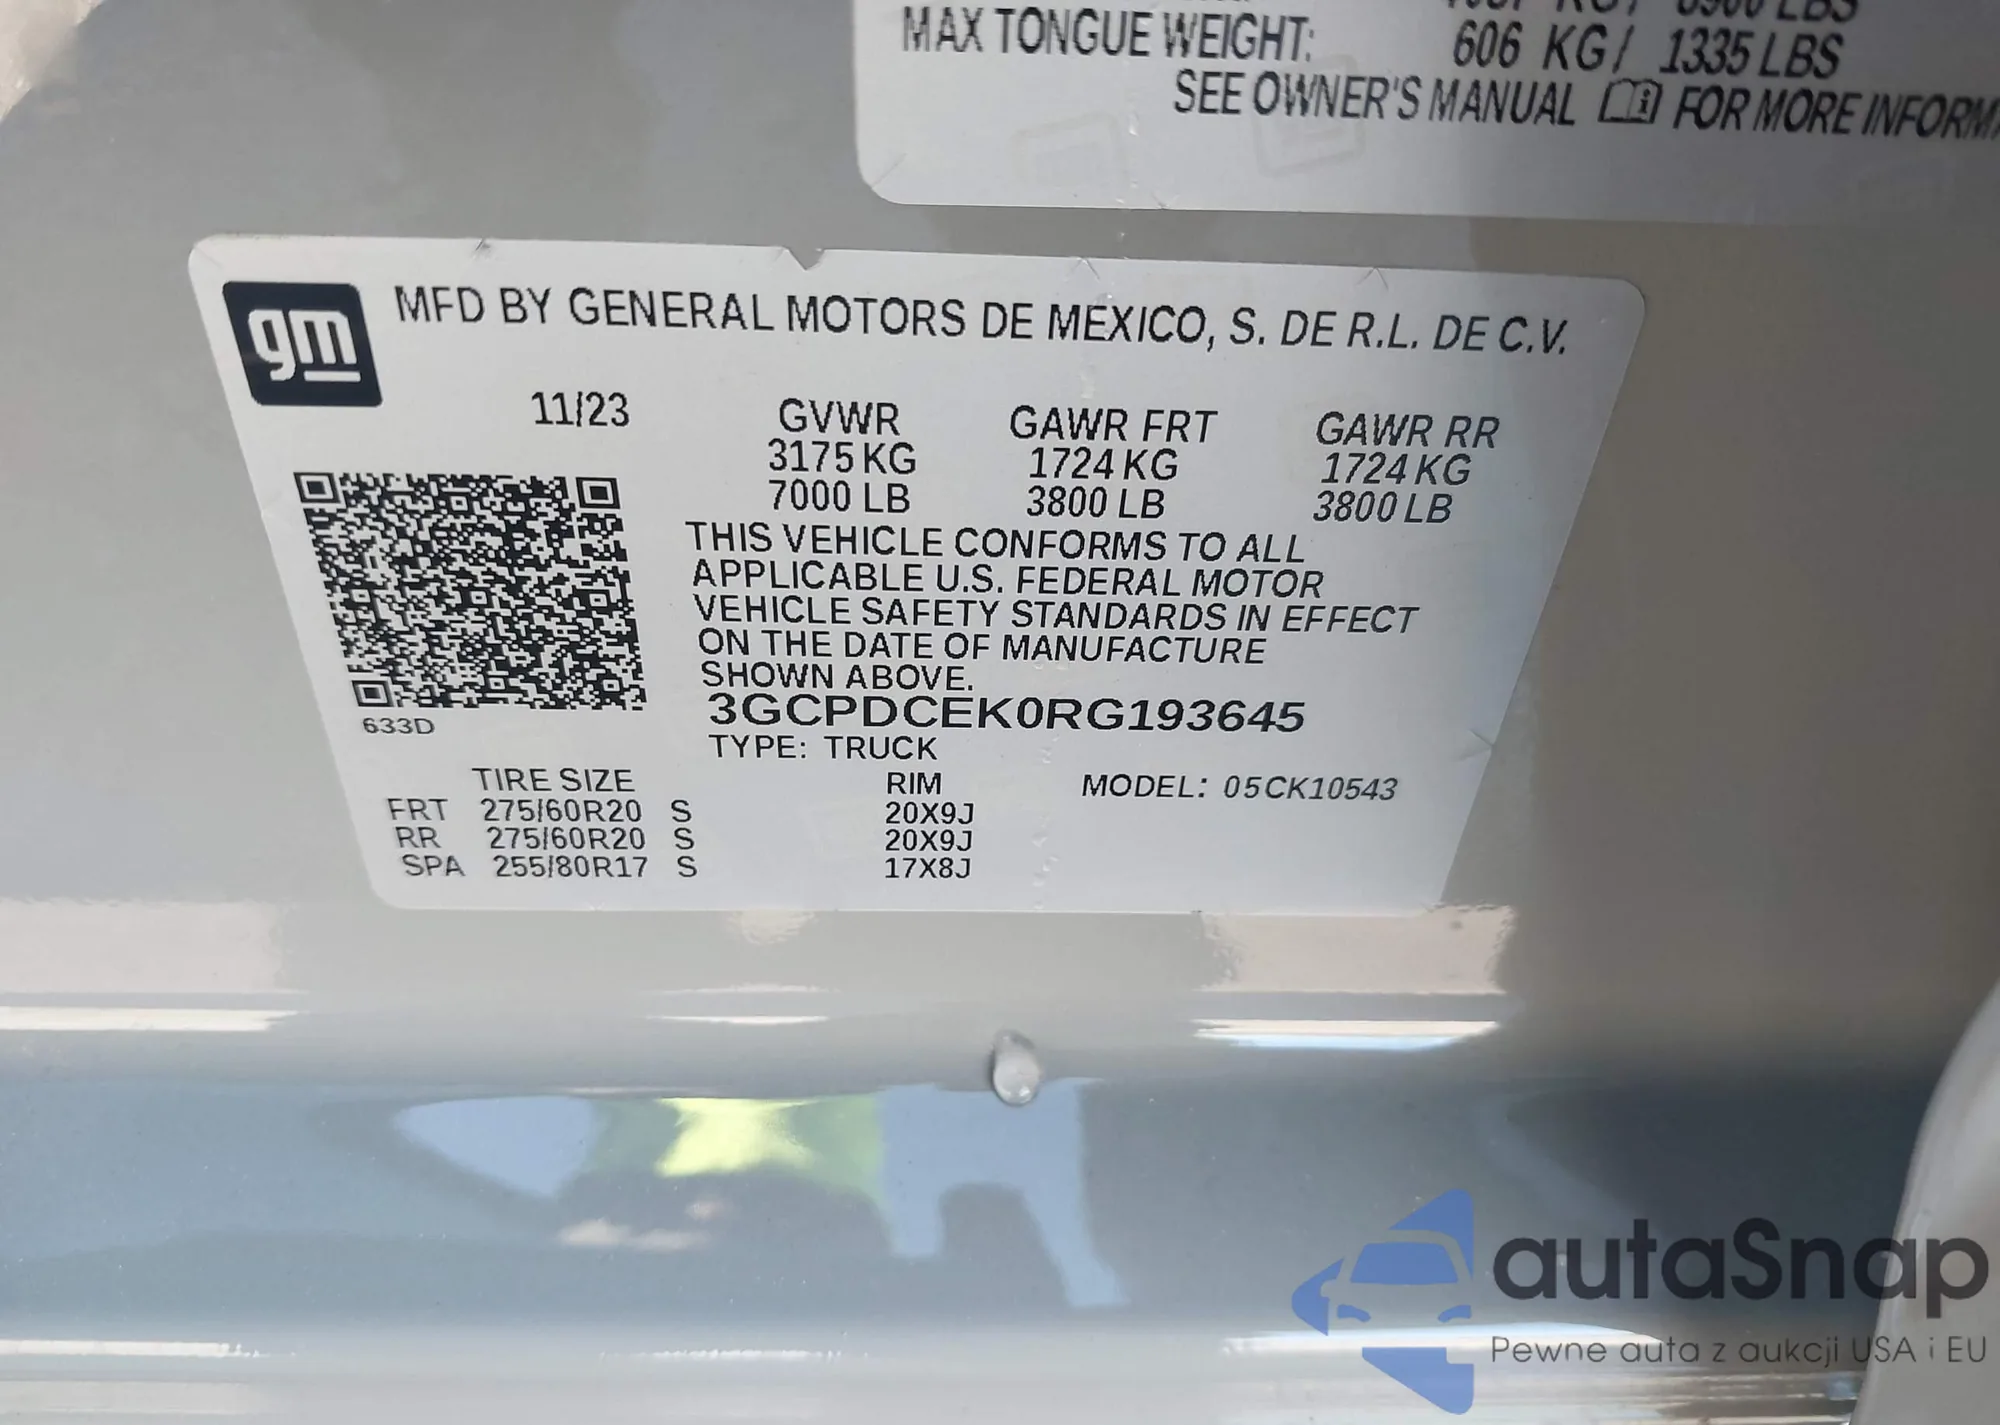 MAX TONGUE WEIGHT: 606 KG / 1335 LBS
SEE OWNER'S MANUAL FOR MORE
gm
MFD BY GENERAL MOTORS DE MEXICO, S. DE R.L. DE C.V.
11/23 GVWR GAWR FRT GAWR RR
3175 KG 1724 KG 1724 KG
7000 LB 3800 LB 3800 LB
THIS VEHICLE CONFORMS TO ALL
APPLICABLE U.S. FEDERAL MOTOR
VEHICLE SAFETY STANDARDS IN EFFECT
ON THE DATE OF MANUFACTURE
SHOWN ABOVE.
3GCPDCEK0RG193645
633D
TYPE: TRUCK
TIRE SIZE RIM MODEL: 05CK10543
FRT 275/60R20 S 20X9J
RR 275/60R20 S 20X9J
SPA 255/80R17 S 17X8J
autaSnap
Pewne auta z aukcji USA i EU